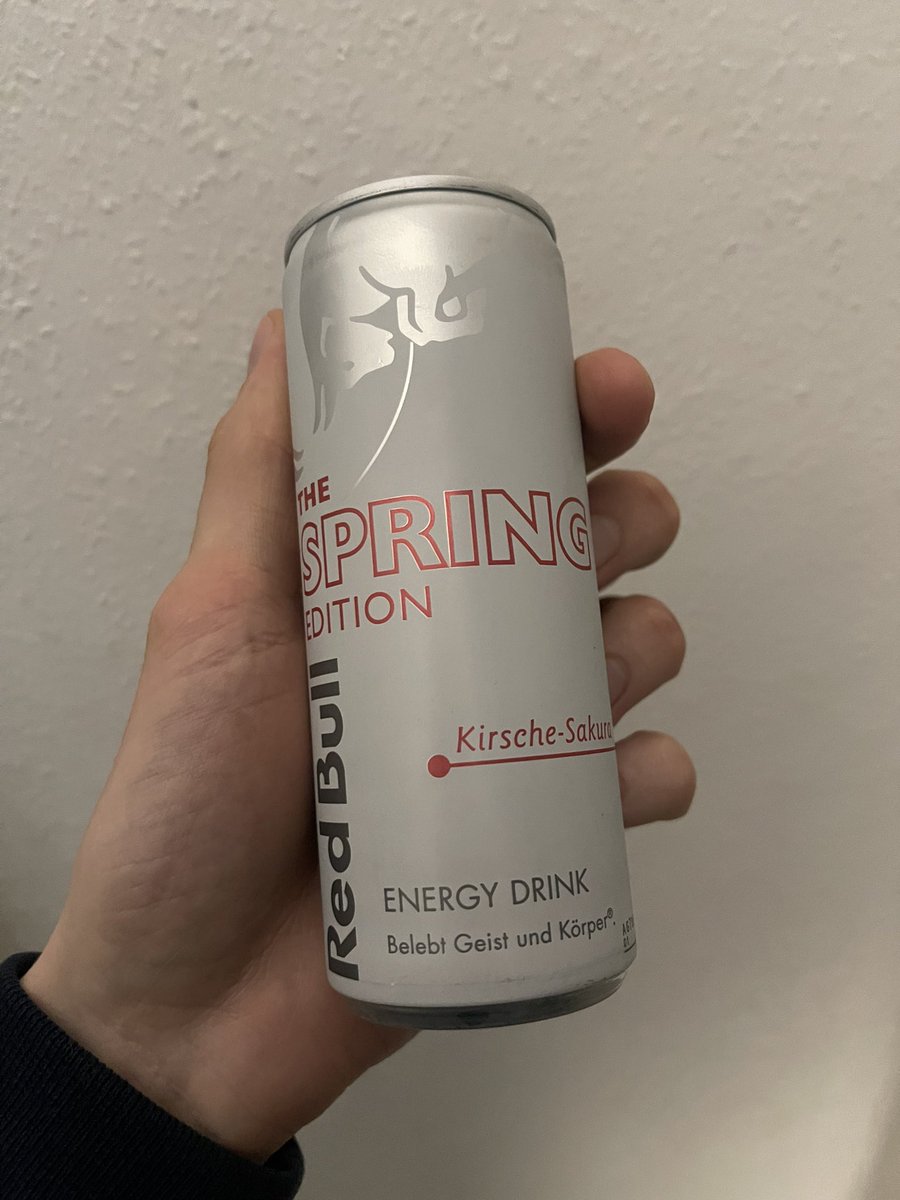 THE
SPRING
EDITION
Red Bull
Kirsche-Sakura
ENERGY DRINK
Belebt Geist und Körper®.